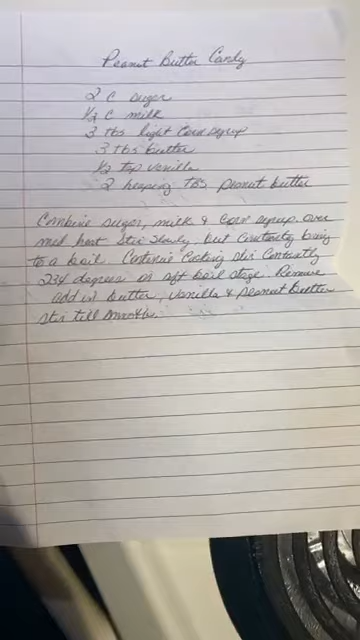 Peanut Butter Candy
2 C sugar
1/2 C milk
3 tbs light Corn syrup
3 tbs butter
1/2 tsp vanilla
2 heaping tbs peanut butter
Combine sugar, milk & Corn syrup. over
med heat Stir Slowly, but Constantly bring
to a boil. Continue Cooking stir Constantly
234 degrees or soft boil stage. Remove
add in butter, vanilla & peanut butter
stir till smooth.